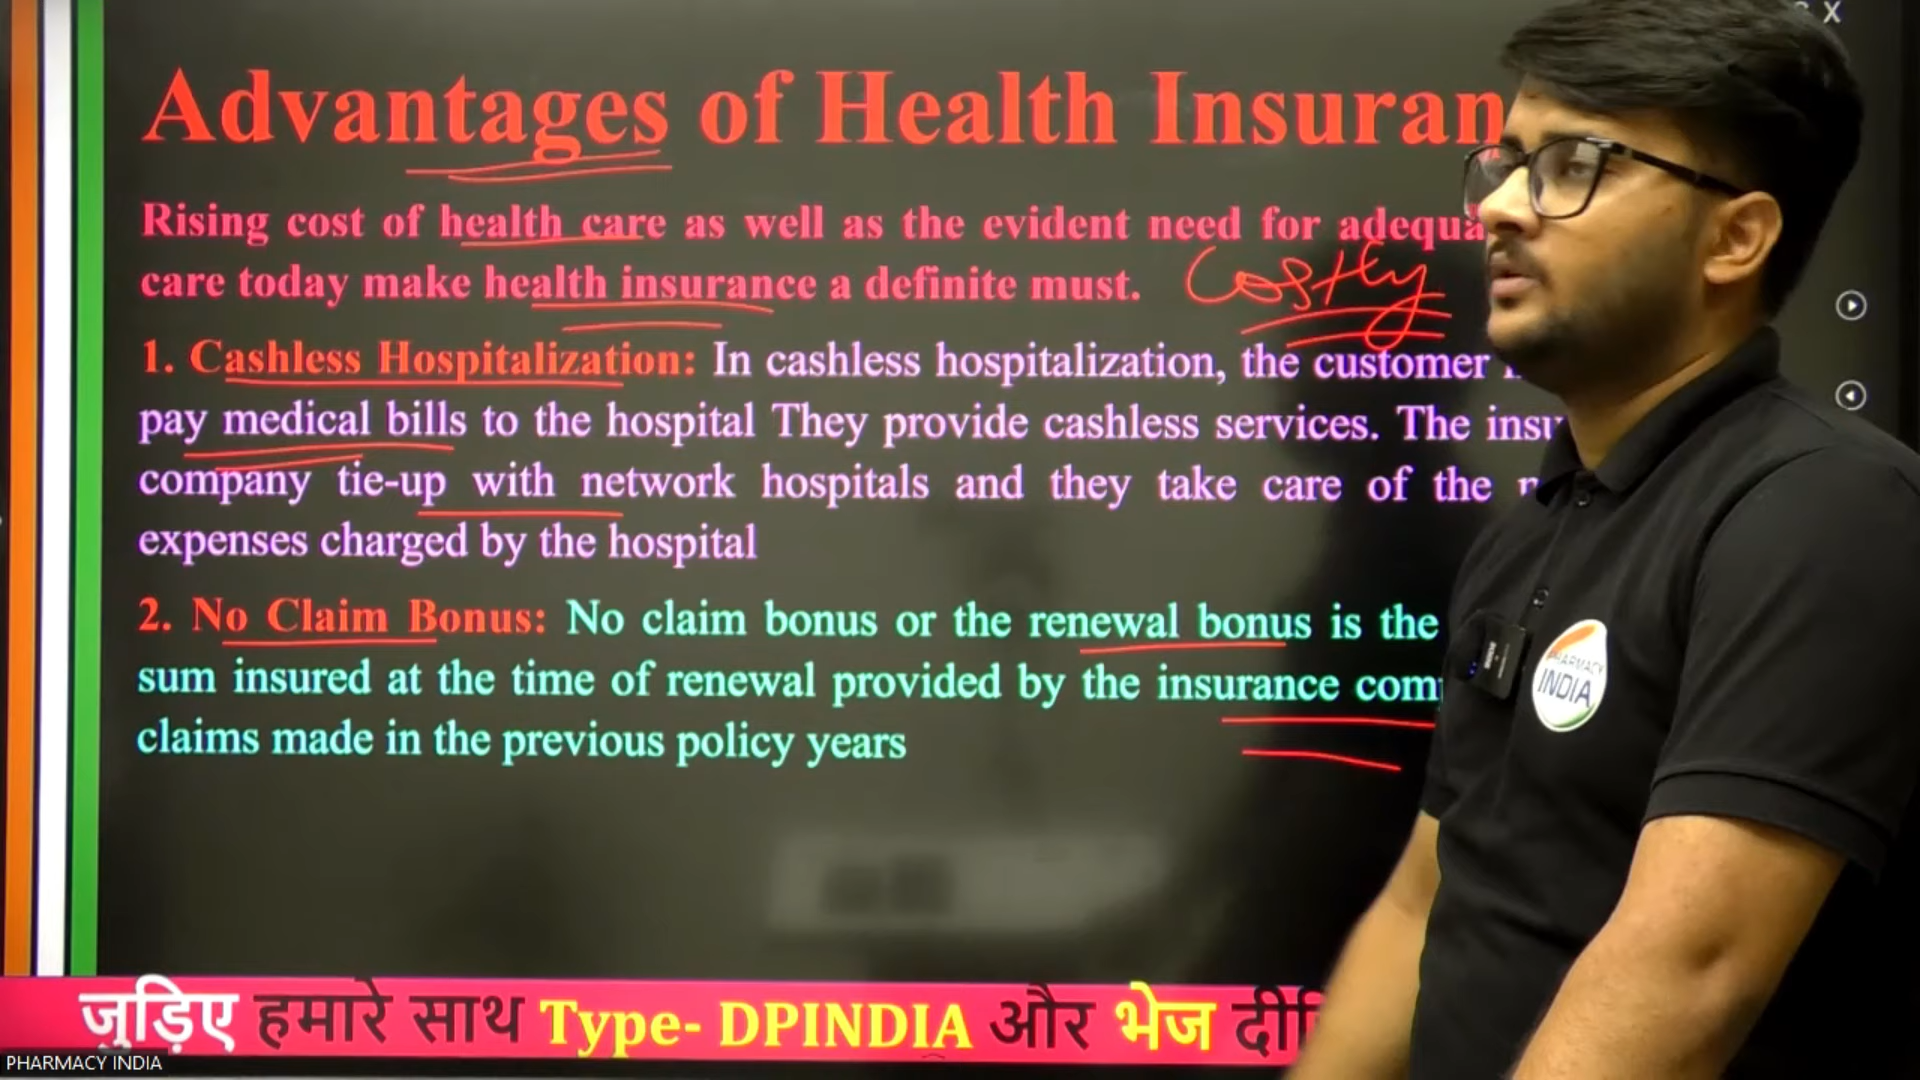 X
Advantages of Health Insuran
Rising cost of health care as well as the evident need for adequa
care today make health insurance a definite must. Costly
1. Cashless Hospitalization: In cashless hospitalization, the customer
pay medical bills to the hospital They provide cashless services. The insu
company tie-up with network hospitals and they take care of the
expenses charged by the hospital
2. No Claim Bonus: No claim bonus or the renewal bonus is the
sum insured at the time of renewal provided by the insurance com
claims made in the previous policy years
PHARMACY
INDIA
जुड़िए हमारे साथ Type- DPINDIA और भेज
PHARMACY INDIA